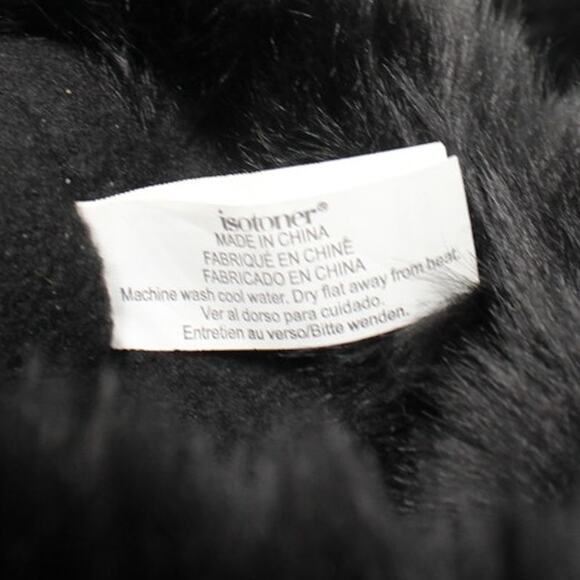 isotoner®
MADE IN CHINA
FABRIQUÉ EN CHINE
FABRICADO EN CHINA
Machine wash cool water. Dry flat away from heat.
Ver al dorso para cuidado.
Entretien au verso/Bitte wenden.